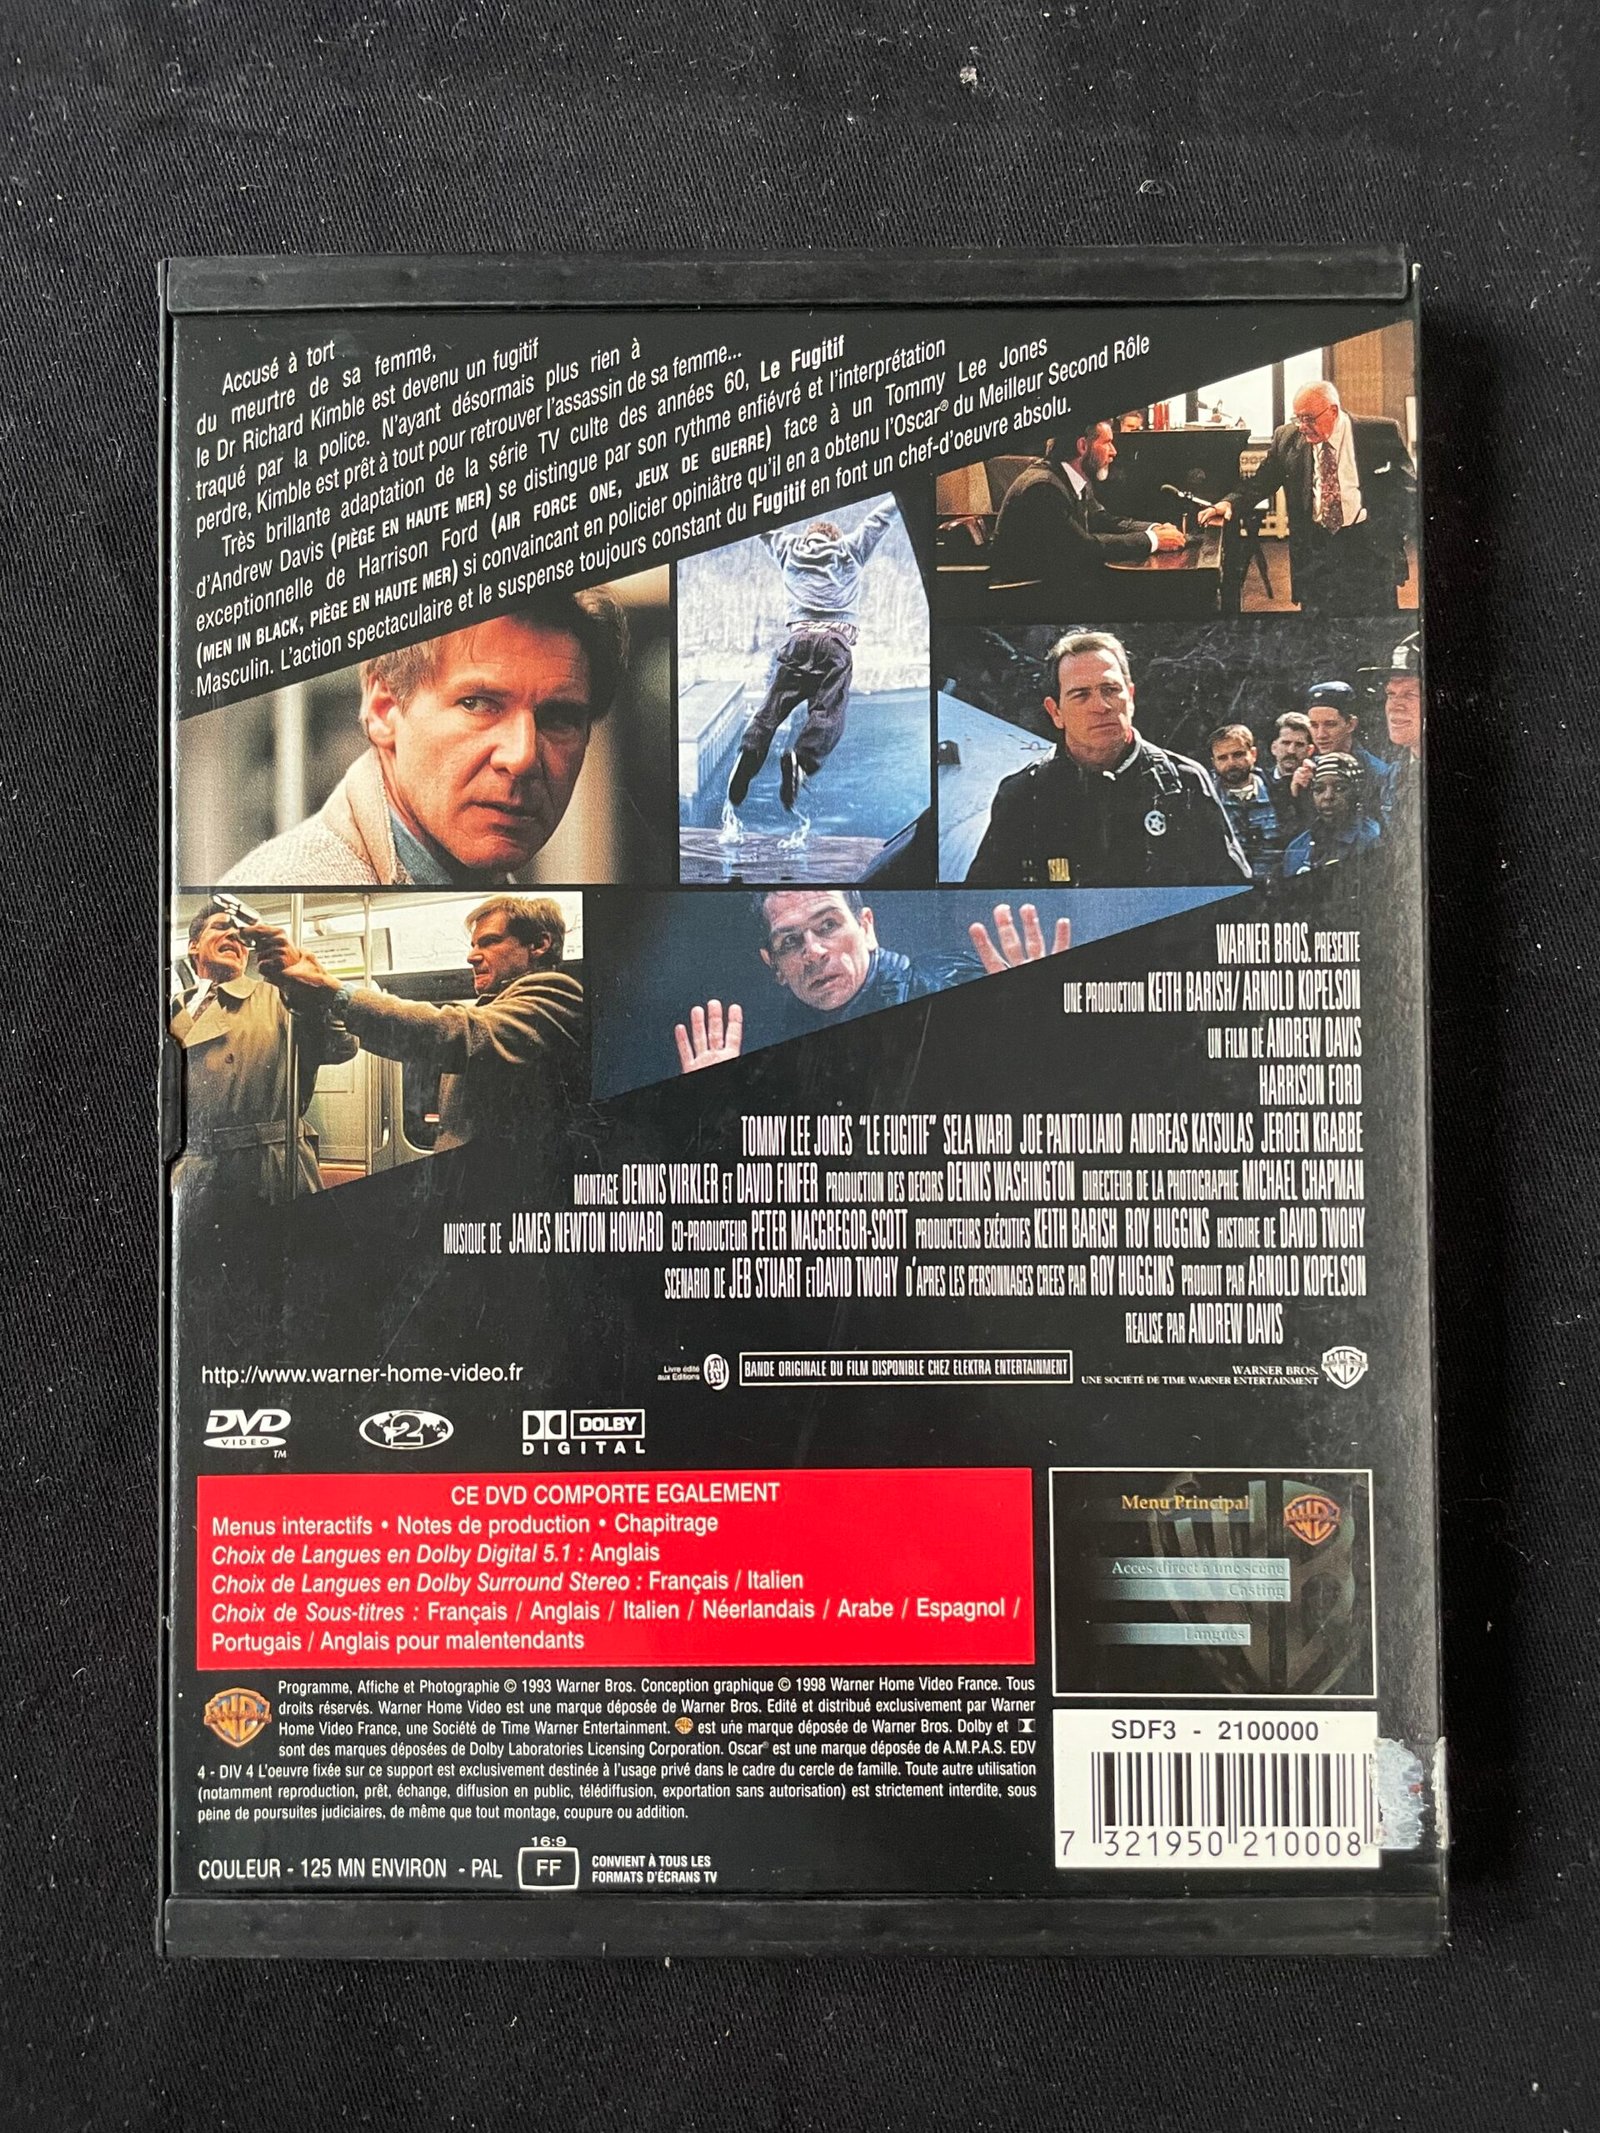 Accusé à tort
du meurtre de sa femme,
le Dr Richard Kimble est devenu un fugitif
traqué par la police. N'ayant désormais plus rien à
perdre, Kimble est prêt à tout pour retrouver l'assassin de sa femme...
Très brillante adaptation de la série TV culte des années 60, Le Fugitif
d'Andrew Davis (PIÈGE EN HAUTE MER) se distingue par son rythme enfiévré et l'interprétation
exceptionnelle de Harrison Ford (AIR FORCE ONE, JEUX DE GUERRE) face à un Tommy Lee Jones
(MEN IN BLACK, PIÈGE EN HAUTE MER) si convaincant en policier opiniâtre qu'il en a obtenu l'Oscar® du Meilleur Second Rôle
Masculin. L'action spectaculaire et le suspense toujours constant du Fugitif en font un chef-d'oeuvre absolu.
WARNER BROS. PRESENTE
UNE PRODUCTION KEITH BARISH/ ARNOLD KOPELSON
UN FILM DE ANDREW DAVIS
HARRISON FORD
TOMMY LEE JONES "LE FUGITIF" SELA WARD JOE PANTOLIANO ANDREAS KATSULAS JEROEN KRABBE
MONTAGE DENNIS VIRKLER ET DAVID FINFER PRODUCTION DES DECORS DENNIS WASHINGTON DIRECTEUR DE LA PHOTOGRAPHIE MICHAEL CHAPMAN
MUSIQUE DE JAMES NEWTON HOWARD CO-PRODUCTEUR PETER MACGREGOR-SCOTT PRODUCTEURS EXÉCUTIFS KEITH BARISH ROY HUGGINS HISTOIRE DE DAVID TWOHY
SCENARIO DE JEB STUART ET DAVID TWOHY D'APRES LES PERSONNAGES CREES PAR ROY HUGGINS PRODUIT PAR ARNOLD KOPELSON
REALISE PAR ANDREW DAVIS
http://www.warner-home-video.fr
Livre édité
aux Editions
J'AI LU
BANDE ORIGINALE DU FILM DISPONIBLE CHEZ ELEKTRA ENTERTAINMENT
WARNER BROS.
UNE SOCIÉTÉ DE TIME WARNER ENTERTAINMENT
DVD VIDEO TM
2
DOLBY
DIGITAL
CE DVD COMPORTE EGALEMENT
Menus interactifs • Notes de production • Chapitrage
Choix de Langues en Dolby Digital 5.1 : Anglais
Choix de Langues en Dolby Surround Stereo : Français / Italien
Choix de Sous-titres : Français / Anglais / Italien / Néerlandais / Arabe / Espagnol /
Portugais / Anglais pour malentendants
Menu Principal
Acces direct a une scene
Casting
Langues
Programme, Affiche et Photographie © 1993 Warner Bros. Conception graphique © 1998 Warner Home Video France. Tous
droits réservés. Warner Home Video est une marque déposée de Warner Bros. Edité et distribué exclusivement par Warner
Home Video France, une Société de Time Warner Entertainment. WB est une marque déposée de Warner Bros. Dolby et
sont des marques déposées de Dolby Laboratories Licensing Corporation. Oscar® est une marque déposée de A.M.P.A.S. EDV
4 - DIV 4 L'oeuvre fixée sur ce support est exclusivement destinée à l'usage privé dans le cadre du cercle de famille. Toute autre utilisation
(notamment reproduction, prêt, échange, diffusion en public, télédiffusion, exportation sans autorisation) est strictement interdite, sous
peine de poursuites judiciaires, de même que tout montage, coupure ou addition.
SDF3 - 2100000
7 321950 210008
COULEUR - 125 MN ENVIRON - PAL
16:9
FF
CONVIENT À TOUS LES
FORMATS D'ÉCRANS TV